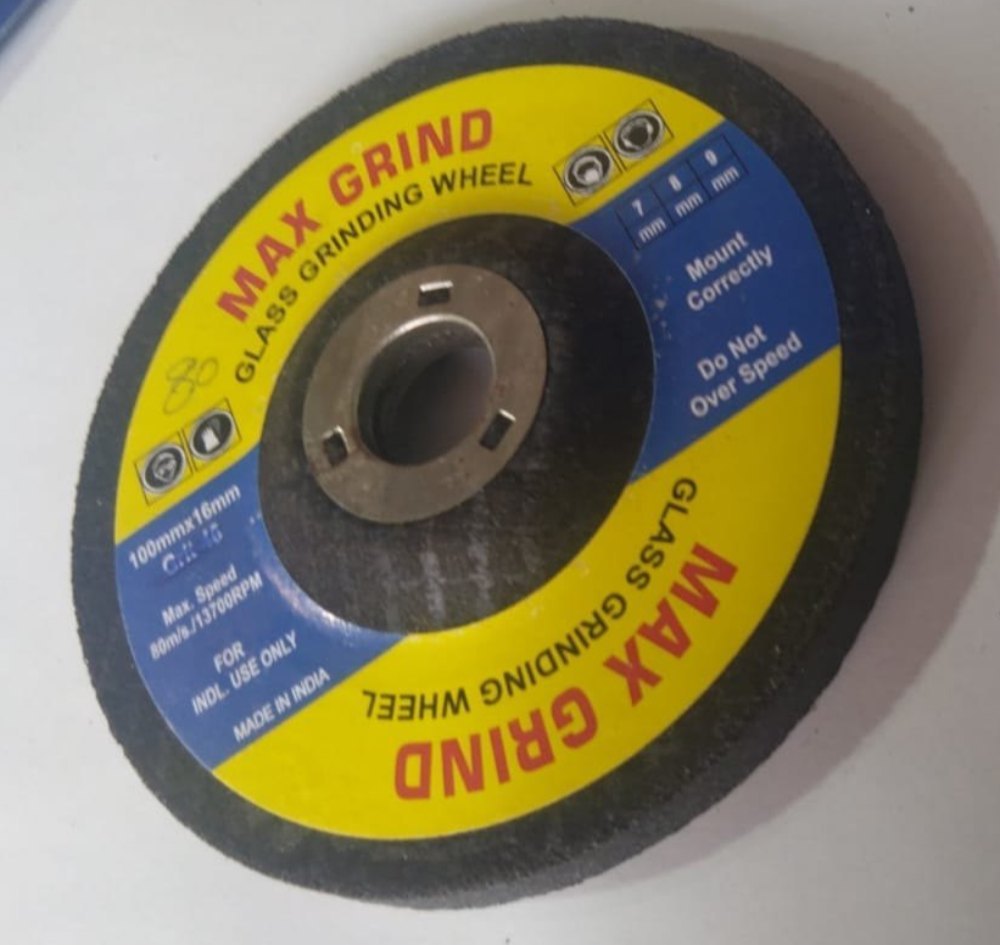 MAX GRIND
GLASS GRINDING WHEEL
7 mm 8 mm 9 mm
Mount
Correctly
Do Not
Over Speed
80
100mmx16mm
Max. Speed
80m/s./13700RPM
FOR
INDL. USE ONLY
MADE IN INDIA
GLASS GRINDING WHEEL
MAX GRIND